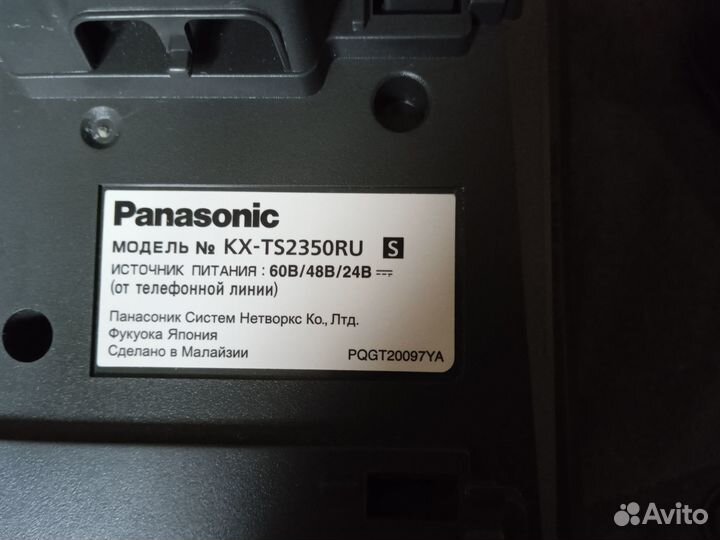 Panasonic
МОДЕЛЬ № KX-TS2350RU S
ИСТОЧНИК ПИТАНИЯ : 60В/48В/24В
(от телефонной линии)
Панасоник Систем Нетворкс Ко., Лтд.
Фукуока Япония
Сделано в Малайзии PQGT20097YA
Avito